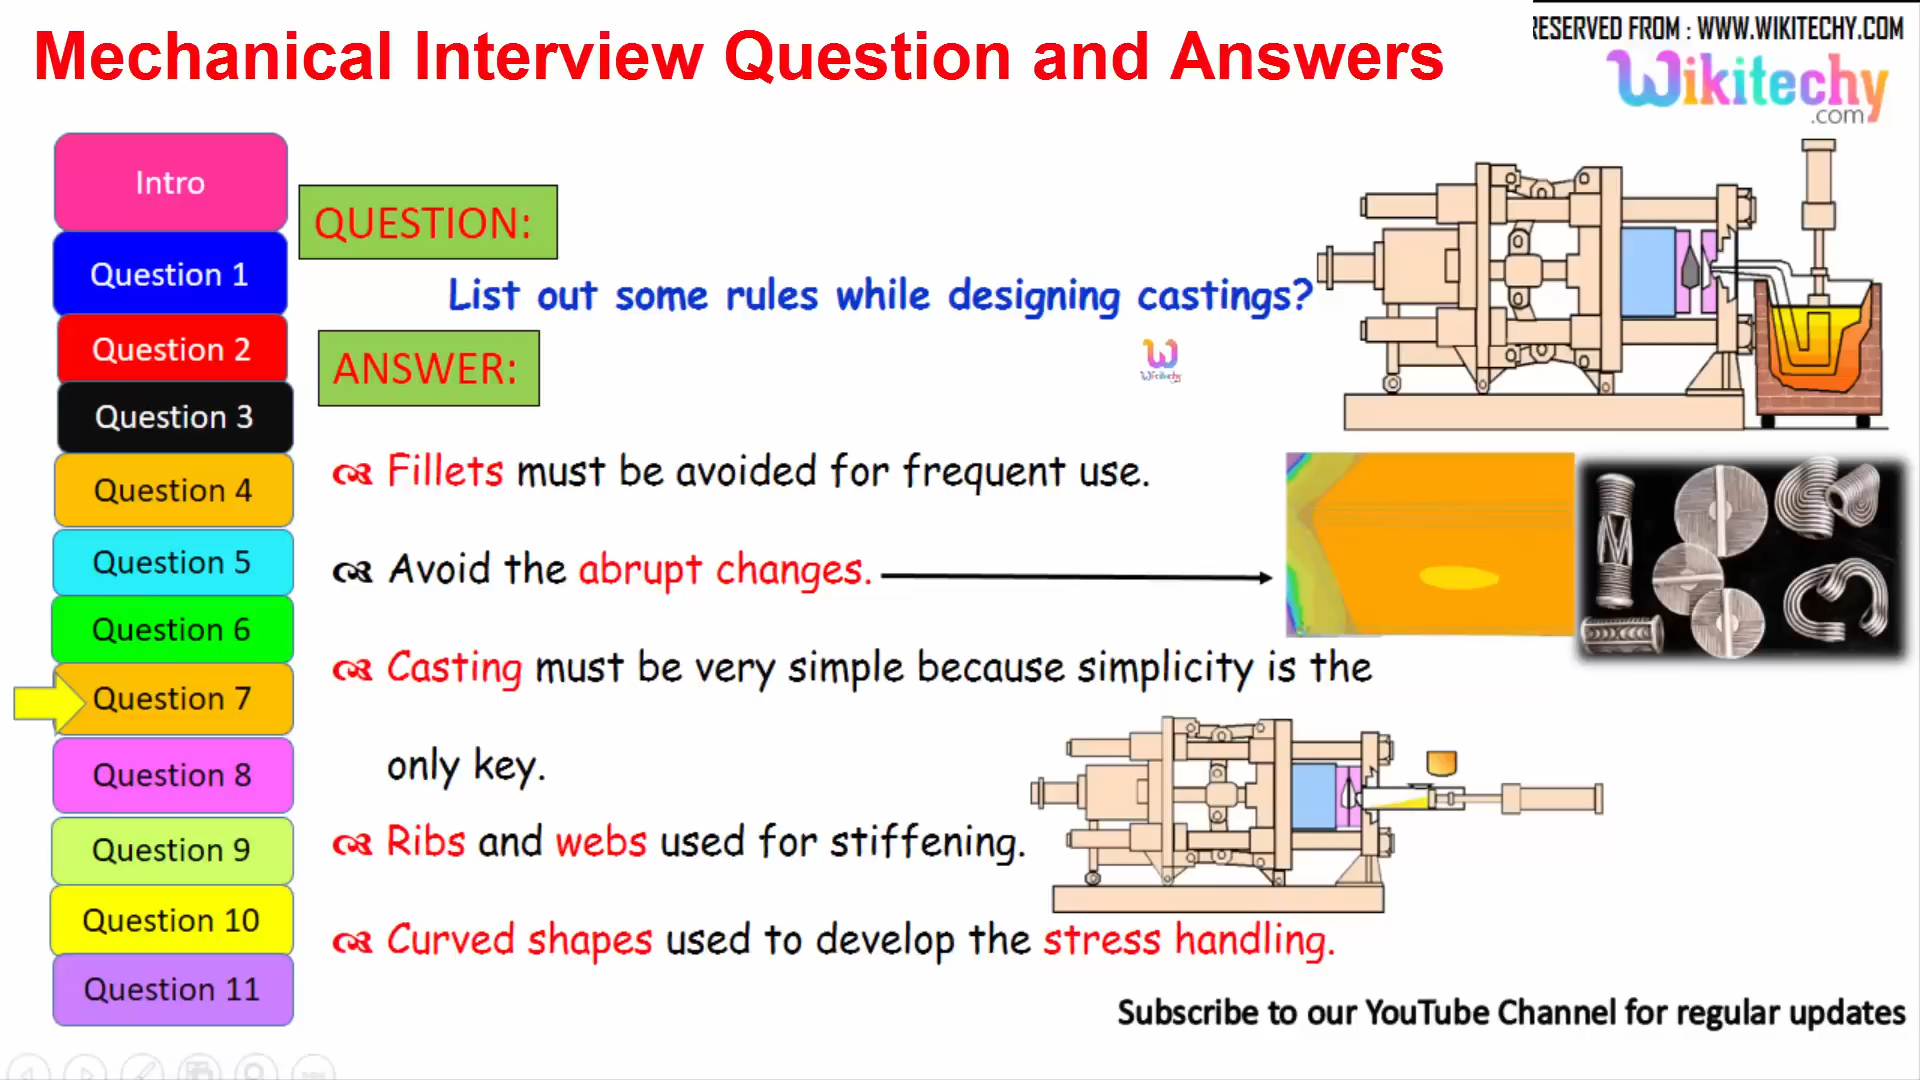 Mechanical Interview Question and Answers
RESERVED FROM : WWW.WIKITECHY.COM
Wikitechy
.com
Intro
Question 1
Question 2
Question 3
Question 4
Question 5
Question 6
Question 7
Question 8
Question 9
Question 10
Question 11
QUESTION:
List out some rules while designing castings?
ANSWER:
Wikitechy
Fillets must be avoided for frequent use.
Avoid the abrupt changes.
Casting must be very simple because simplicity is the
only key.
Ribs and webs used for stiffening.
Curved shapes used to develop the stress handling.
Subscribe to our YouTube Channel for regular updates